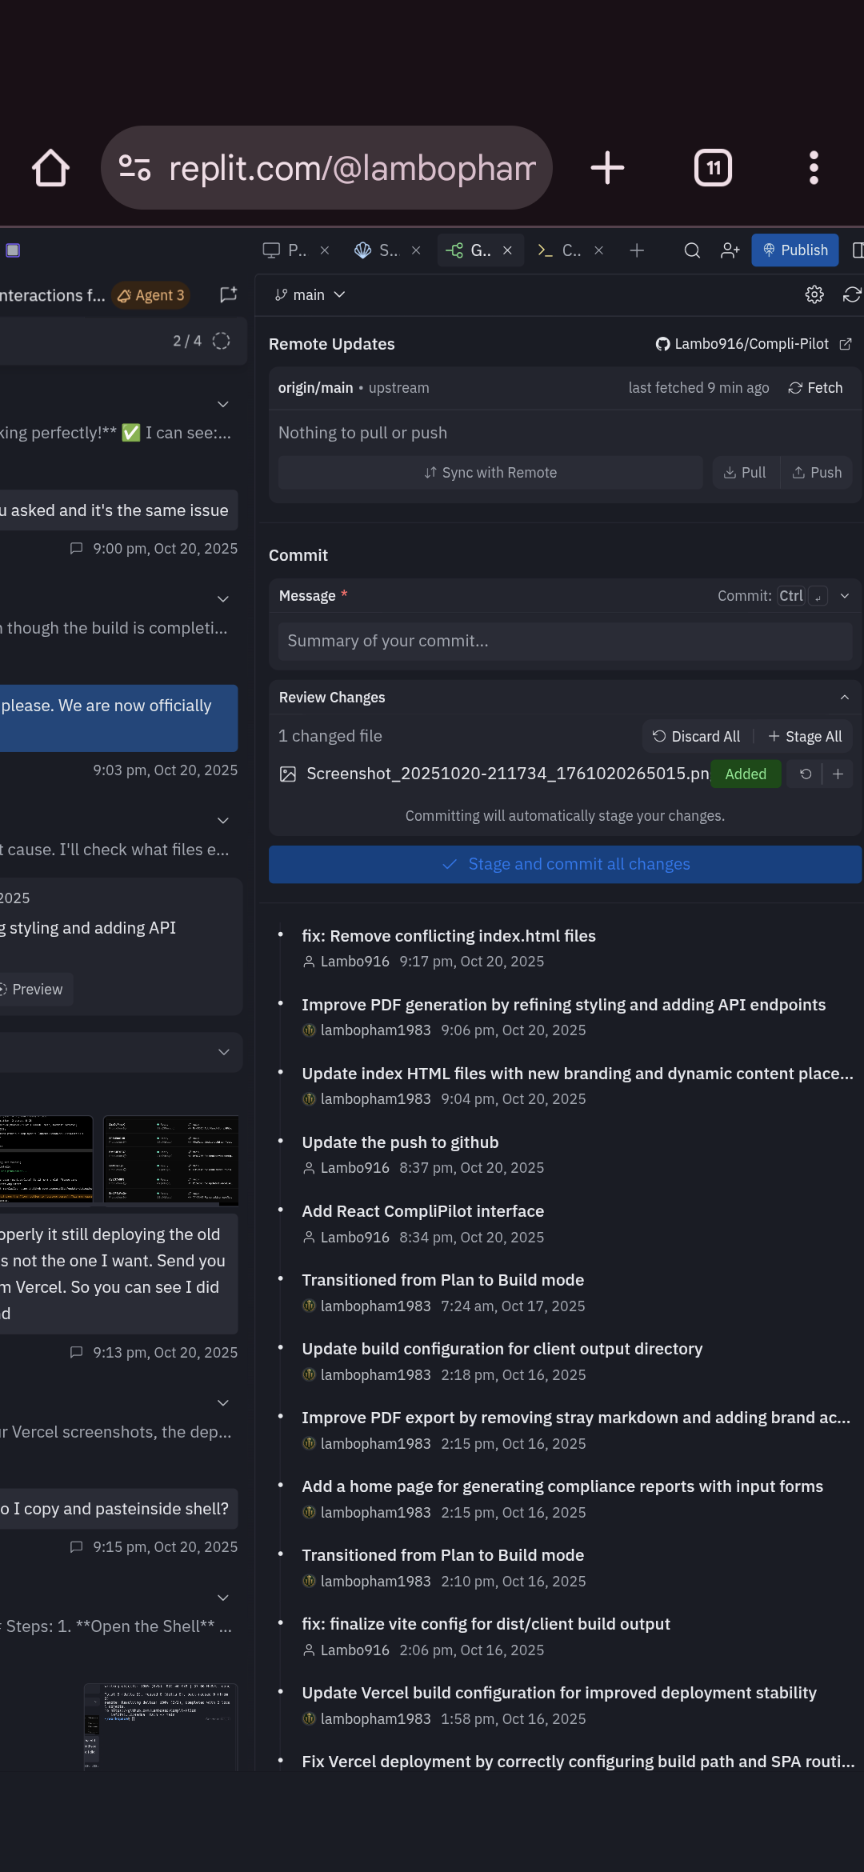 replit.com/@lambopham
11
P..
S..
G..
C..
Publish
nteractions f...
Agent 3
main
2 / 4
Remote Updates
Lambo916/Compli-Pilot
origin/main • upstream
last fetched 9 min ago
Fetch
king perfectly!** ✅ I can see:...
Nothing to pull or push
Sync with Remote
Pull
Push
u asked and it's the same issue
9:00 pm, Oct 20, 2025
Commit
Message *
Commit: Ctrl
n though the build is completi...
Summary of your commit...
please. We are now officially
Review Changes
1 changed file
Discard All
Stage All
9:03 pm, Oct 20, 2025
Screenshot_20251020-211734_1761020265015.pn
Added
Committing will automatically stage your changes.
t cause. I'll check what files e...
Stage and commit all changes
2025
g styling and adding API
Preview
fix: Remove conflicting index.html files
Lambo916 9:17 pm, Oct 20, 2025
Improve PDF generation by refining styling and adding API endpoints
lambopham1983 9:06 pm, Oct 20, 2025
Update index HTML files with new branding and dynamic content place...
lambopham1983 9:04 pm, Oct 20, 2025
Update the push to github
Lambo916 8:37 pm, Oct 20, 2025
Add React CompliPilot interface
Lambo916 8:34 pm, Oct 20, 2025
operly it still deploying the old
s not the one I want. Send you
m Vercel. So you can see I did
nd
9:13 pm, Oct 20, 2025
Transitioned from Plan to Build mode
lambopham1983 7:24 am, Oct 17, 2025
Update build configuration for client output directory
lambopham1983 2:18 pm, Oct 16, 2025
ur Vercel screenshots, the dep...
Improve PDF export by removing stray markdown and adding brand ac...
lambopham1983 2:15 pm, Oct 16, 2025
Add a home page for generating compliance reports with input forms
lambopham1983 2:15 pm, Oct 16, 2025
o I copy and pasteinside shell?
9:15 pm, Oct 20, 2025
Transitioned from Plan to Build mode
lambopham1983 2:10 pm, Oct 16, 2025
Steps: 1. **Open the Shell** ...
fix: finalize vite config for dist/client build output
Lambo916 2:06 pm, Oct 16, 2025
Update Vercel build configuration for improved deployment stability
lambopham1983 1:58 pm, Oct 16, 2025
Fix Vercel deployment by correctly configuring build path and SPA routi...